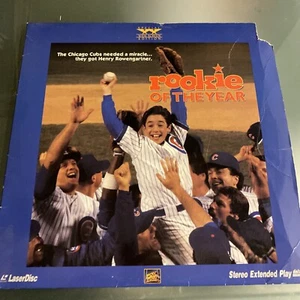 The Chicago Cubs needed a miracle...
they got Henry Rowengartner.
rookie
OF THE YEAR
LaserDisc
Stereo Extended Play